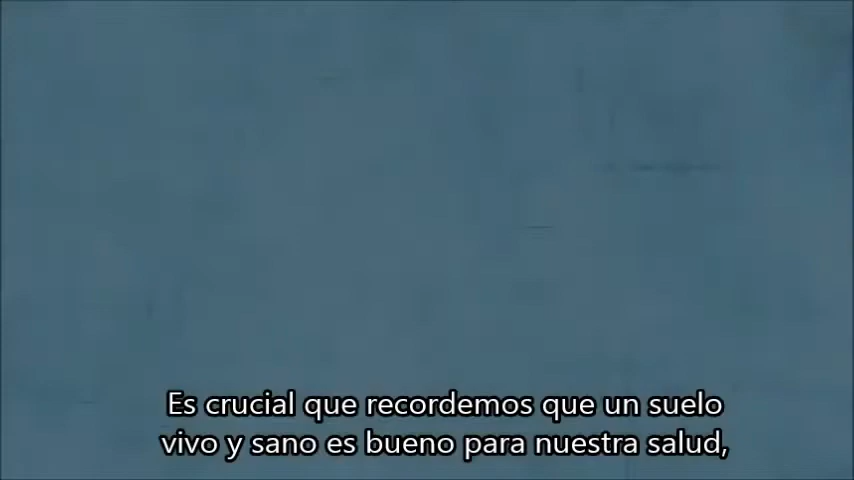 Es crucial que recordemos que un suelo
vivo y sano es bueno para nuestra salud,